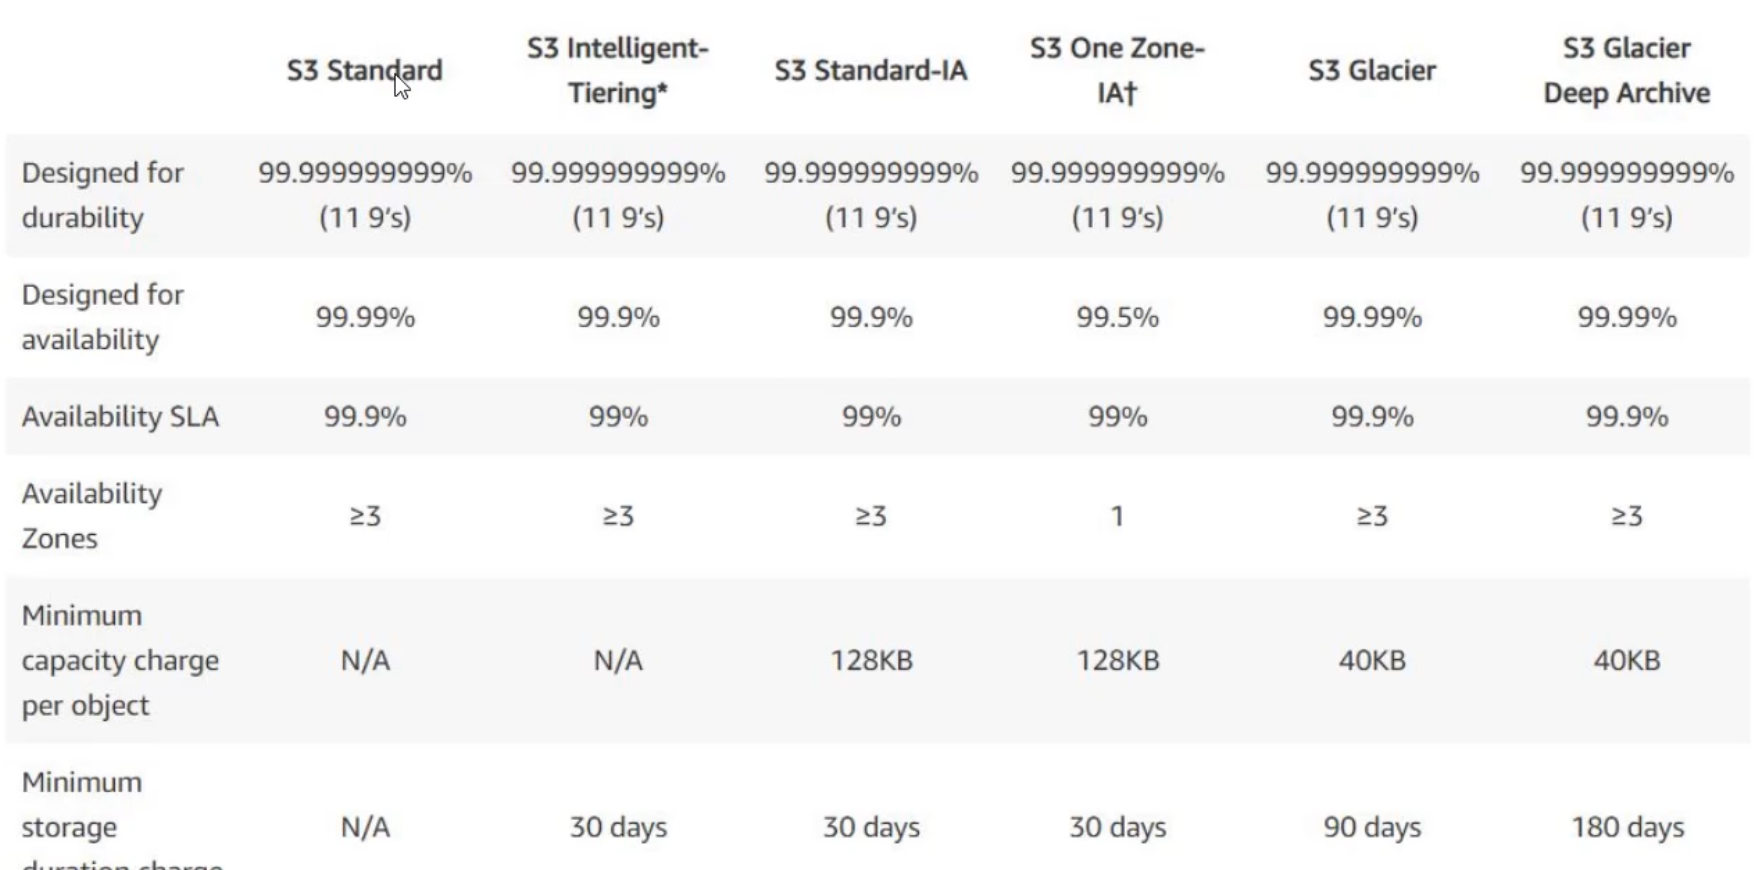 S3 Standard
S3 Intelligent-
Tiering*
S3 Standard-IA
S3 One Zone-
IA†
S3 Glacier
S3 Glacier
Deep Archive
Designed for
durability
99.999999999%
(11 9's)
99.999999999%
(11 9's)
99.999999999%
(11 9's)
99.999999999%
(11 9's)
99.999999999%
(11 9's)
99.999999999%
(11 9's)
Designed for
availability
99.99%
99.9%
99.9%
99.5%
99.99%
99.99%
Availability SLA
99.9%
99%
99%
99%
99.9%
99.9%
Availability
Zones
≥3
≥3
≥3
1
≥3
≥3
Minimum
capacity charge
per object
N/A
N/A
128KB
128KB
40KB
40KB
Minimum
storage
duration charge
N/A
30 days
30 days
30 days
90 days
180 days